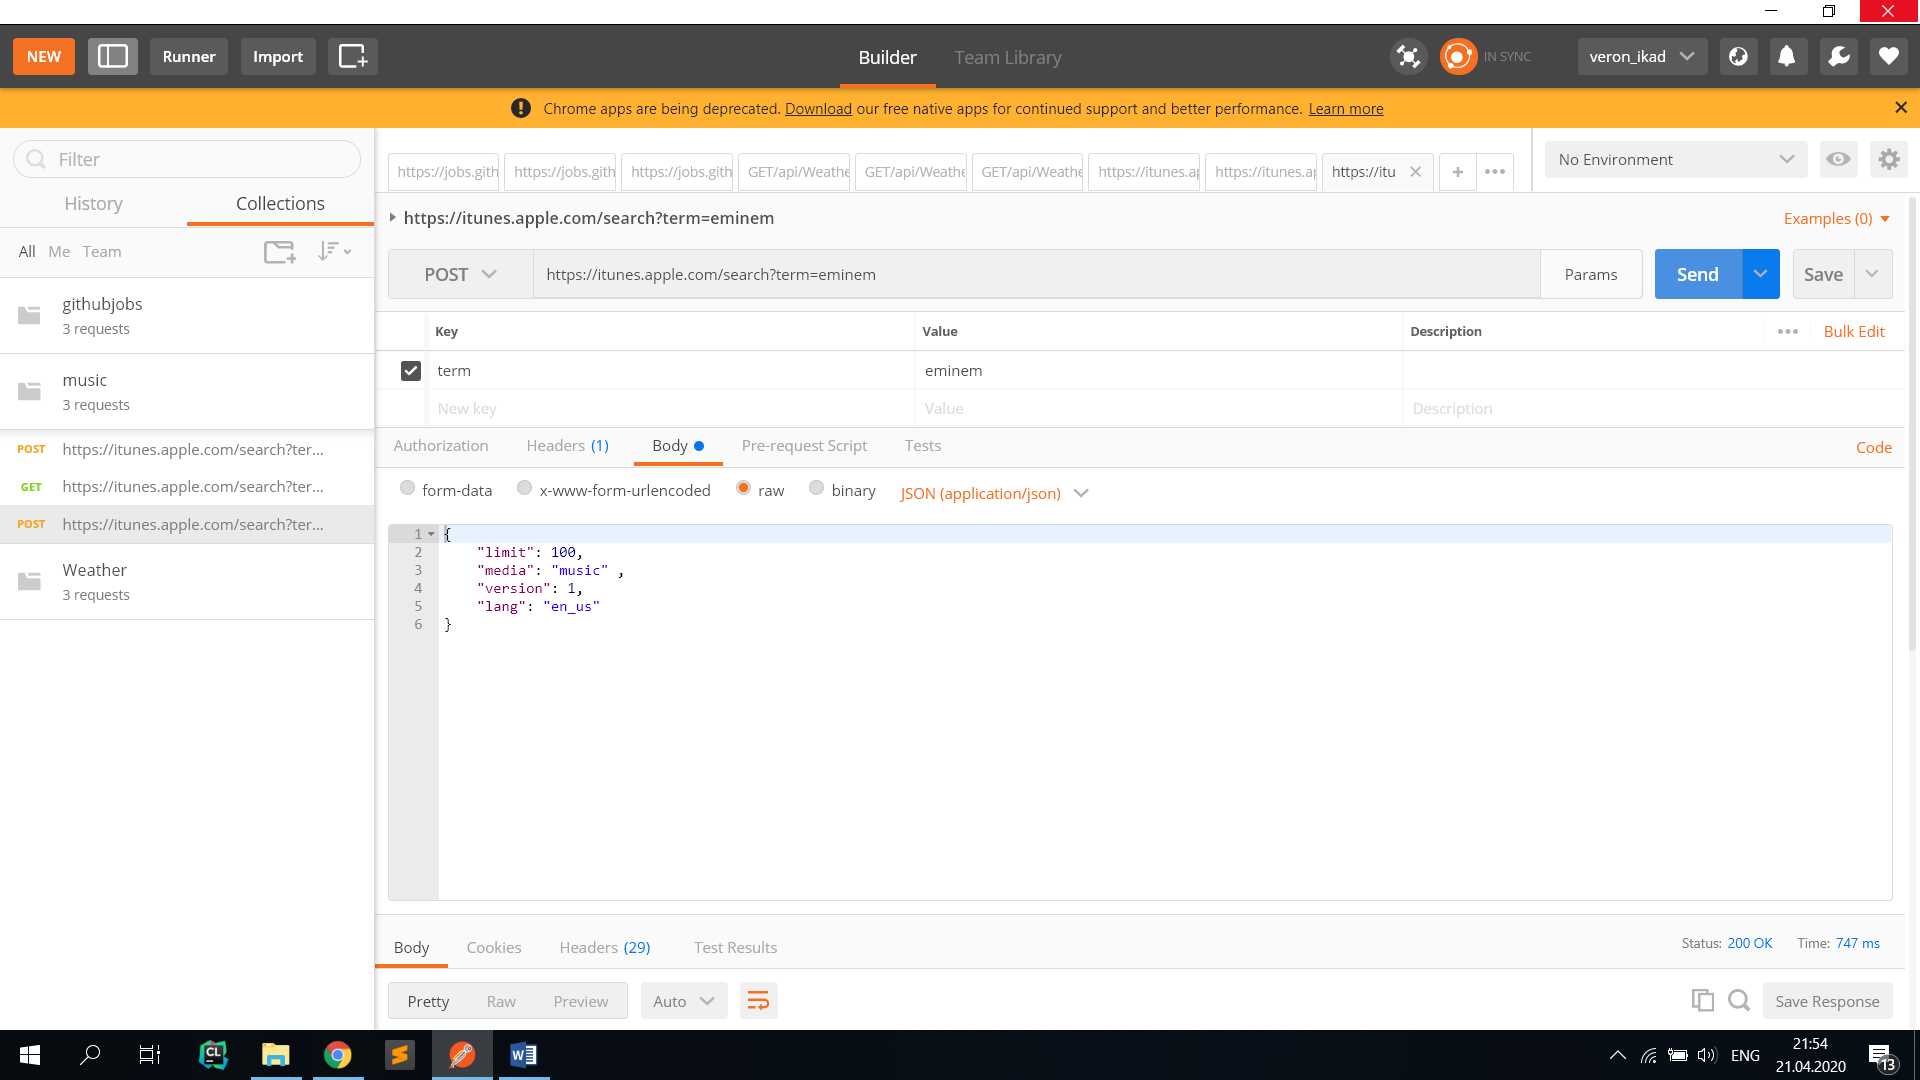 NEW
Runner
Import
Builder
Team Library
IN SYNC
veron_ikad
Chrome apps are being deprecated. Download our free native apps for continued support and better performance. Learn more
Filter
History
Collections
All Me Team
githubjobs
3 requests
music
3 requests
POST https://itunes.apple.com/search?ter...
GET https://itunes.apple.com/search?ter...
POST https://itunes.apple.com/search?ter...
Weather
3 requests
https://jobs.gith
https://jobs.gith
https://jobs.gith
GET/api/Weathe
GET/api/Weathe
GET/api/Weathe
https://itunes.ap
https://itunes.ap
https://itu
No Environment
https://itunes.apple.com/search?term=eminem
Examples (0)
POST
https://itunes.apple.com/search?term=eminem
Params
Send
Save
Key Value Description
Bulk Edit
term eminem
New key Value Description
Authorization Headers (1) Body Pre-request Script Tests
Code
form-data x-www-form-urlencoded raw binary JSON (application/json)
1 {
2 "limit": 100,
3 "media": "music" ,
4 "version": 1,
5 "lang": "en_us"
6 }
Body Cookies Headers (29) Test Results
Status: 200 OK Time: 747 ms
Pretty Raw Preview
Auto
Save Response
CL
W
ENG
21:54
21.04.2020
13